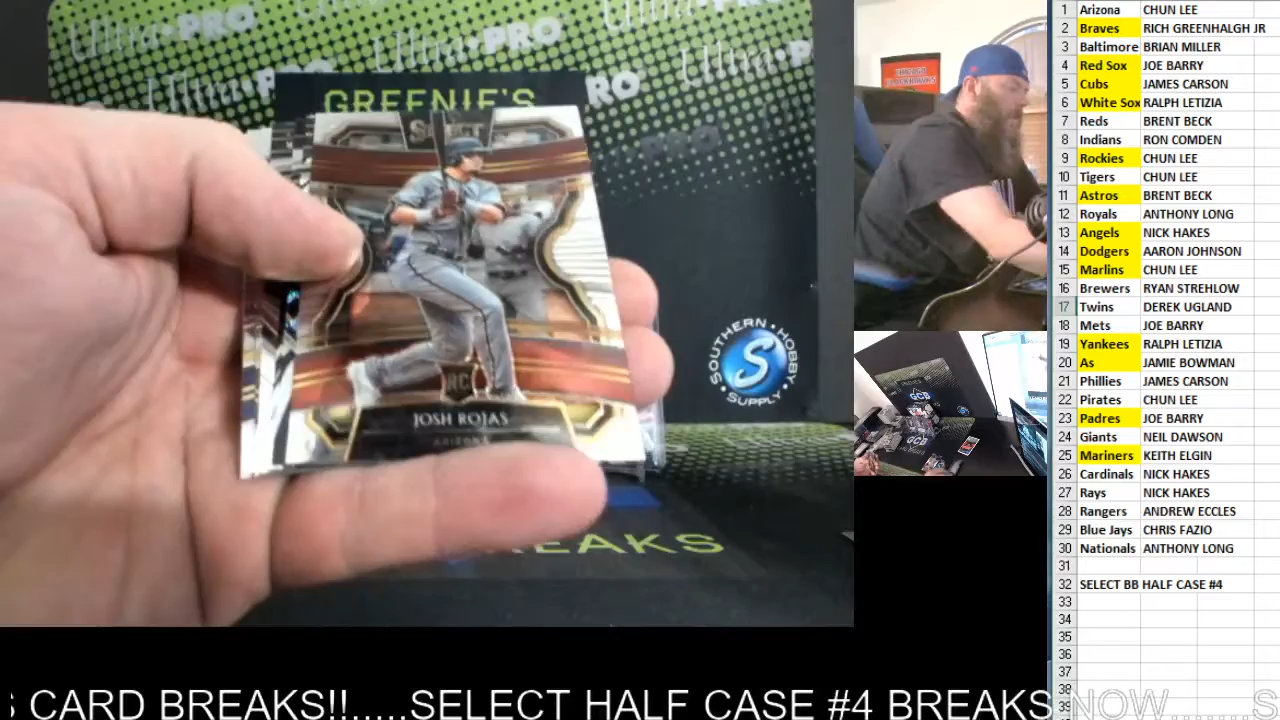 Ultra•PRO
Ultra•PRO
Ultra•PRO
GREENIE'S
JOSH ROJAS
ARIZONA
RC
SOUTHERN HOBBY SUPPLY
S
BREAKS
GCB
GCB
1 Arizona CHUN LEE
2 Braves RICH GREENHALGH JR
3 Baltimore BRIAN MILLER
4 Red Sox JOE BARRY
5 Cubs JAMES CARSON
6 White Sox RALPH LETIZIA
7 Reds BRENT BECK
8 Indians RON COMDEN
9 Rockies CHUN LEE
10 Tigers CHUN LEE
11 Astros BRENT BECK
12 Royals ANTHONY LONG
13 Angels NICK HAKES
14 Dodgers AARON JOHNSON
15 Marlins CHUN LEE
16 Brewers RYAN STREHLOW
17 Twins DEREK UGLAND
18 Mets JOE BARRY
19 Yankees RALPH LETIZIA
20 As JAMIE BOWMAN
21 Phillies JAMES CARSON
22 Pirates CHUN LEE
23 Padres JOE BARRY
24 Giants NEIL DAWSON
25 Mariners KEITH ELGIN
26 Cardinals NICK HAKES
27 Rays NICK HAKES
28 Rangers ANDREW ECCLES
29 Blue Jays CHRIS FAZIO
30 Nationals ANTHONY LONG
31
32 SELECT BB HALF CASE #4
33
34
35
36
37
38
39
S CARD BREAKS!!.....SELECT HALF CASE #4 BREAKS NOW........S